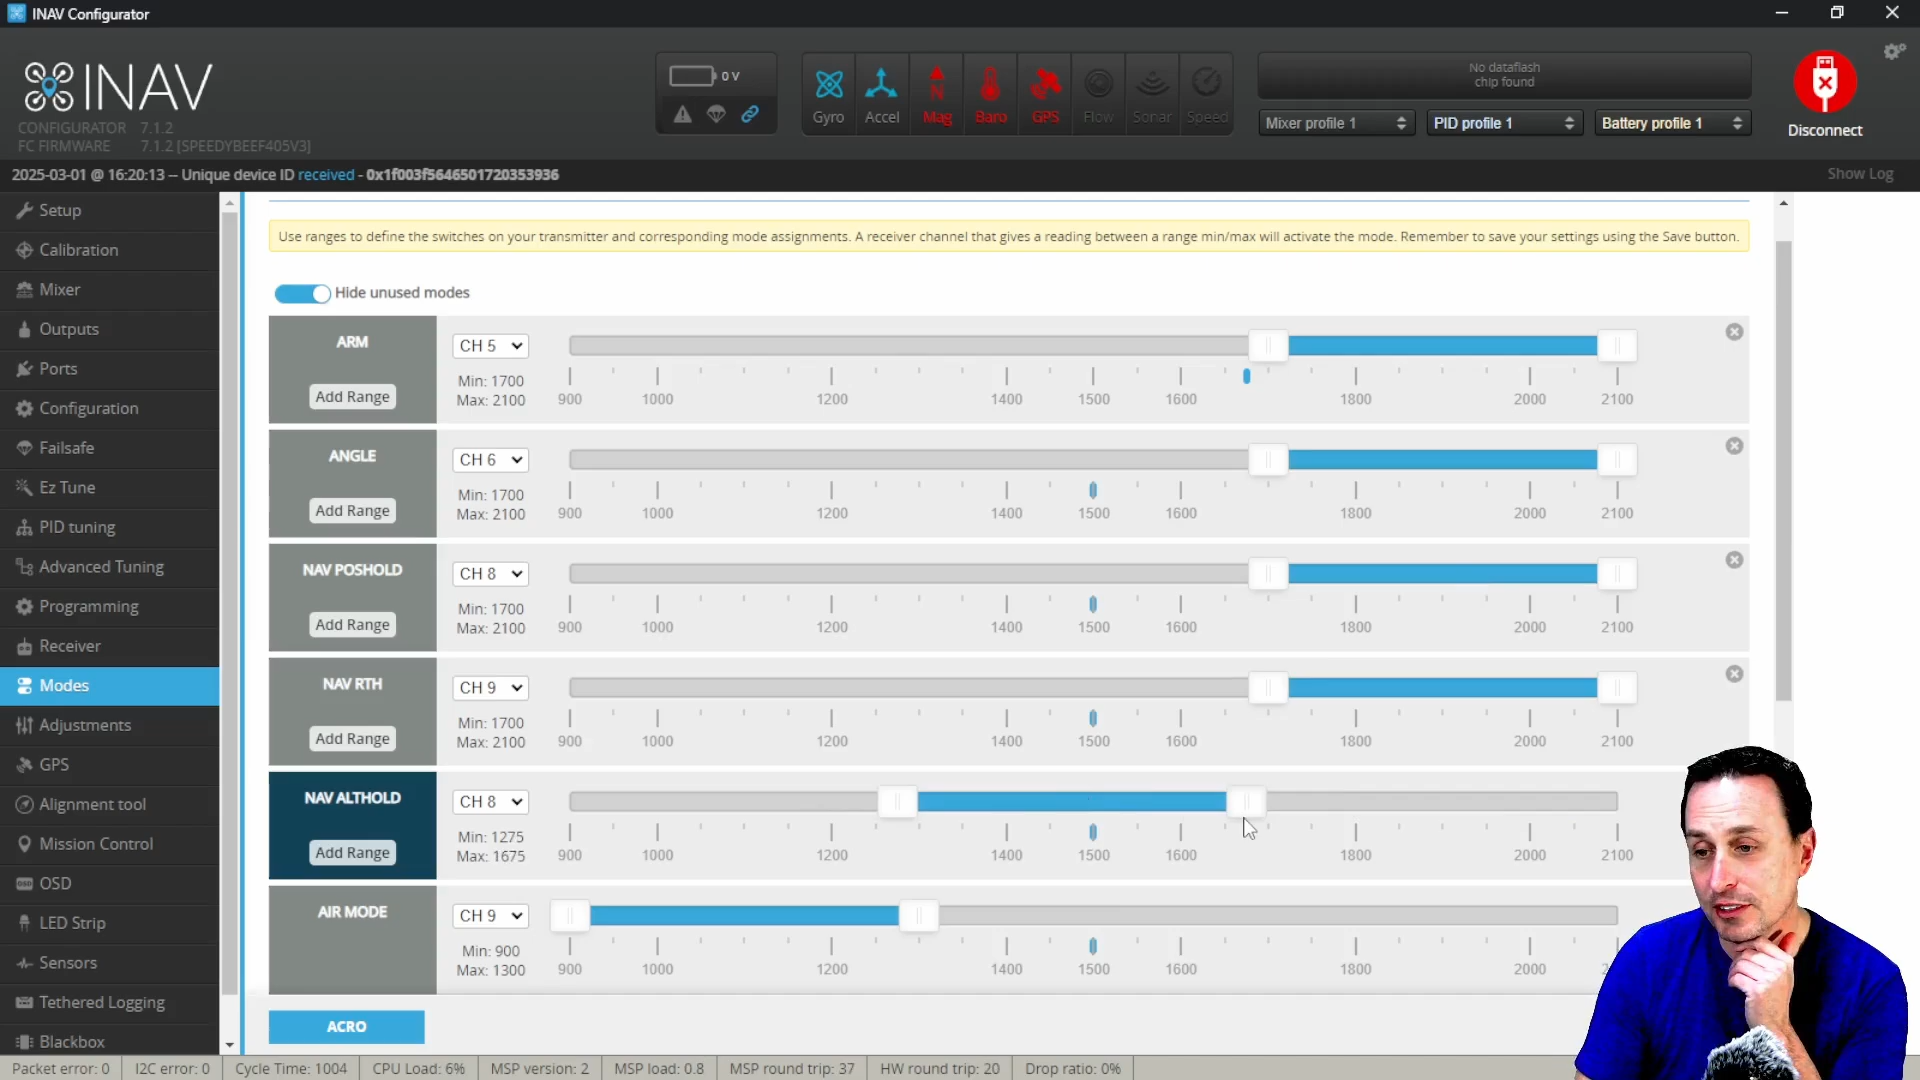 INAV Configurator
INAV
CONFIGURATOR 7.1.2
FC FIRMWARE 7.1.2 [SPEEDYBEEF405V3]
0 V
Gyro Accel Mag Baro GPS Flow Sonar Speed
No dataflash
chip found
Mixer profile 1 PID profile 1 Battery profile 1
Disconnect
2025-03-01 @ 16:20:13 -- Unique device ID received - 0x1f003f5646501720353936
Show Log
Setup
Calibration
Mixer
Outputs
Ports
Configuration
Failsafe
Ez Tune
PID tuning
Advanced Tuning
Programming
Receiver
Modes
Adjustments
GPS
Alignment tool
Mission Control
OSD
LED Strip
Sensors
Tethered Logging
Blackbox
Use ranges to define the switches on your transmitter and corresponding mode assignments. A receiver channel that gives a reading between a range min/max will activate the mode. Remember to save your settings using the Save button.
Hide unused modes
ARM
Add Range
CH 5
Min: 1700
Max: 2100
900 1000 1200 1400 1500 1600 1800 2000 2100
ANGLE
Add Range
CH 6
Min: 1700
Max: 2100
900 1000 1200 1400 1500 1600 1800 2000 2100
NAV POSHOLD
Add Range
CH 8
Min: 1700
Max: 2100
900 1000 1200 1400 1500 1600 1800 2000 2100
NAV RTH
Add Range
CH 9
Min: 1700
Max: 2100
900 1000 1200 1400 1500 1600 1800 2000 2100
NAV ALTHOLD
Add Range
CH 8
Min: 1275
Max: 1675
900 1000 1200 1400 1500 1600 1800 2000 2100
AIR MODE
CH 9
Min: 900
Max: 1300
900 1000 1200 1400 1500 1600 1800 2000
ACRO
Packet error: 0 I2C error: 0 Cycle Time: 1004 CPU Load: 6% MSP version: 2 MSP load: 0.8 MSP round trip: 37 HW round trip: 20 Drop ratio: 0%